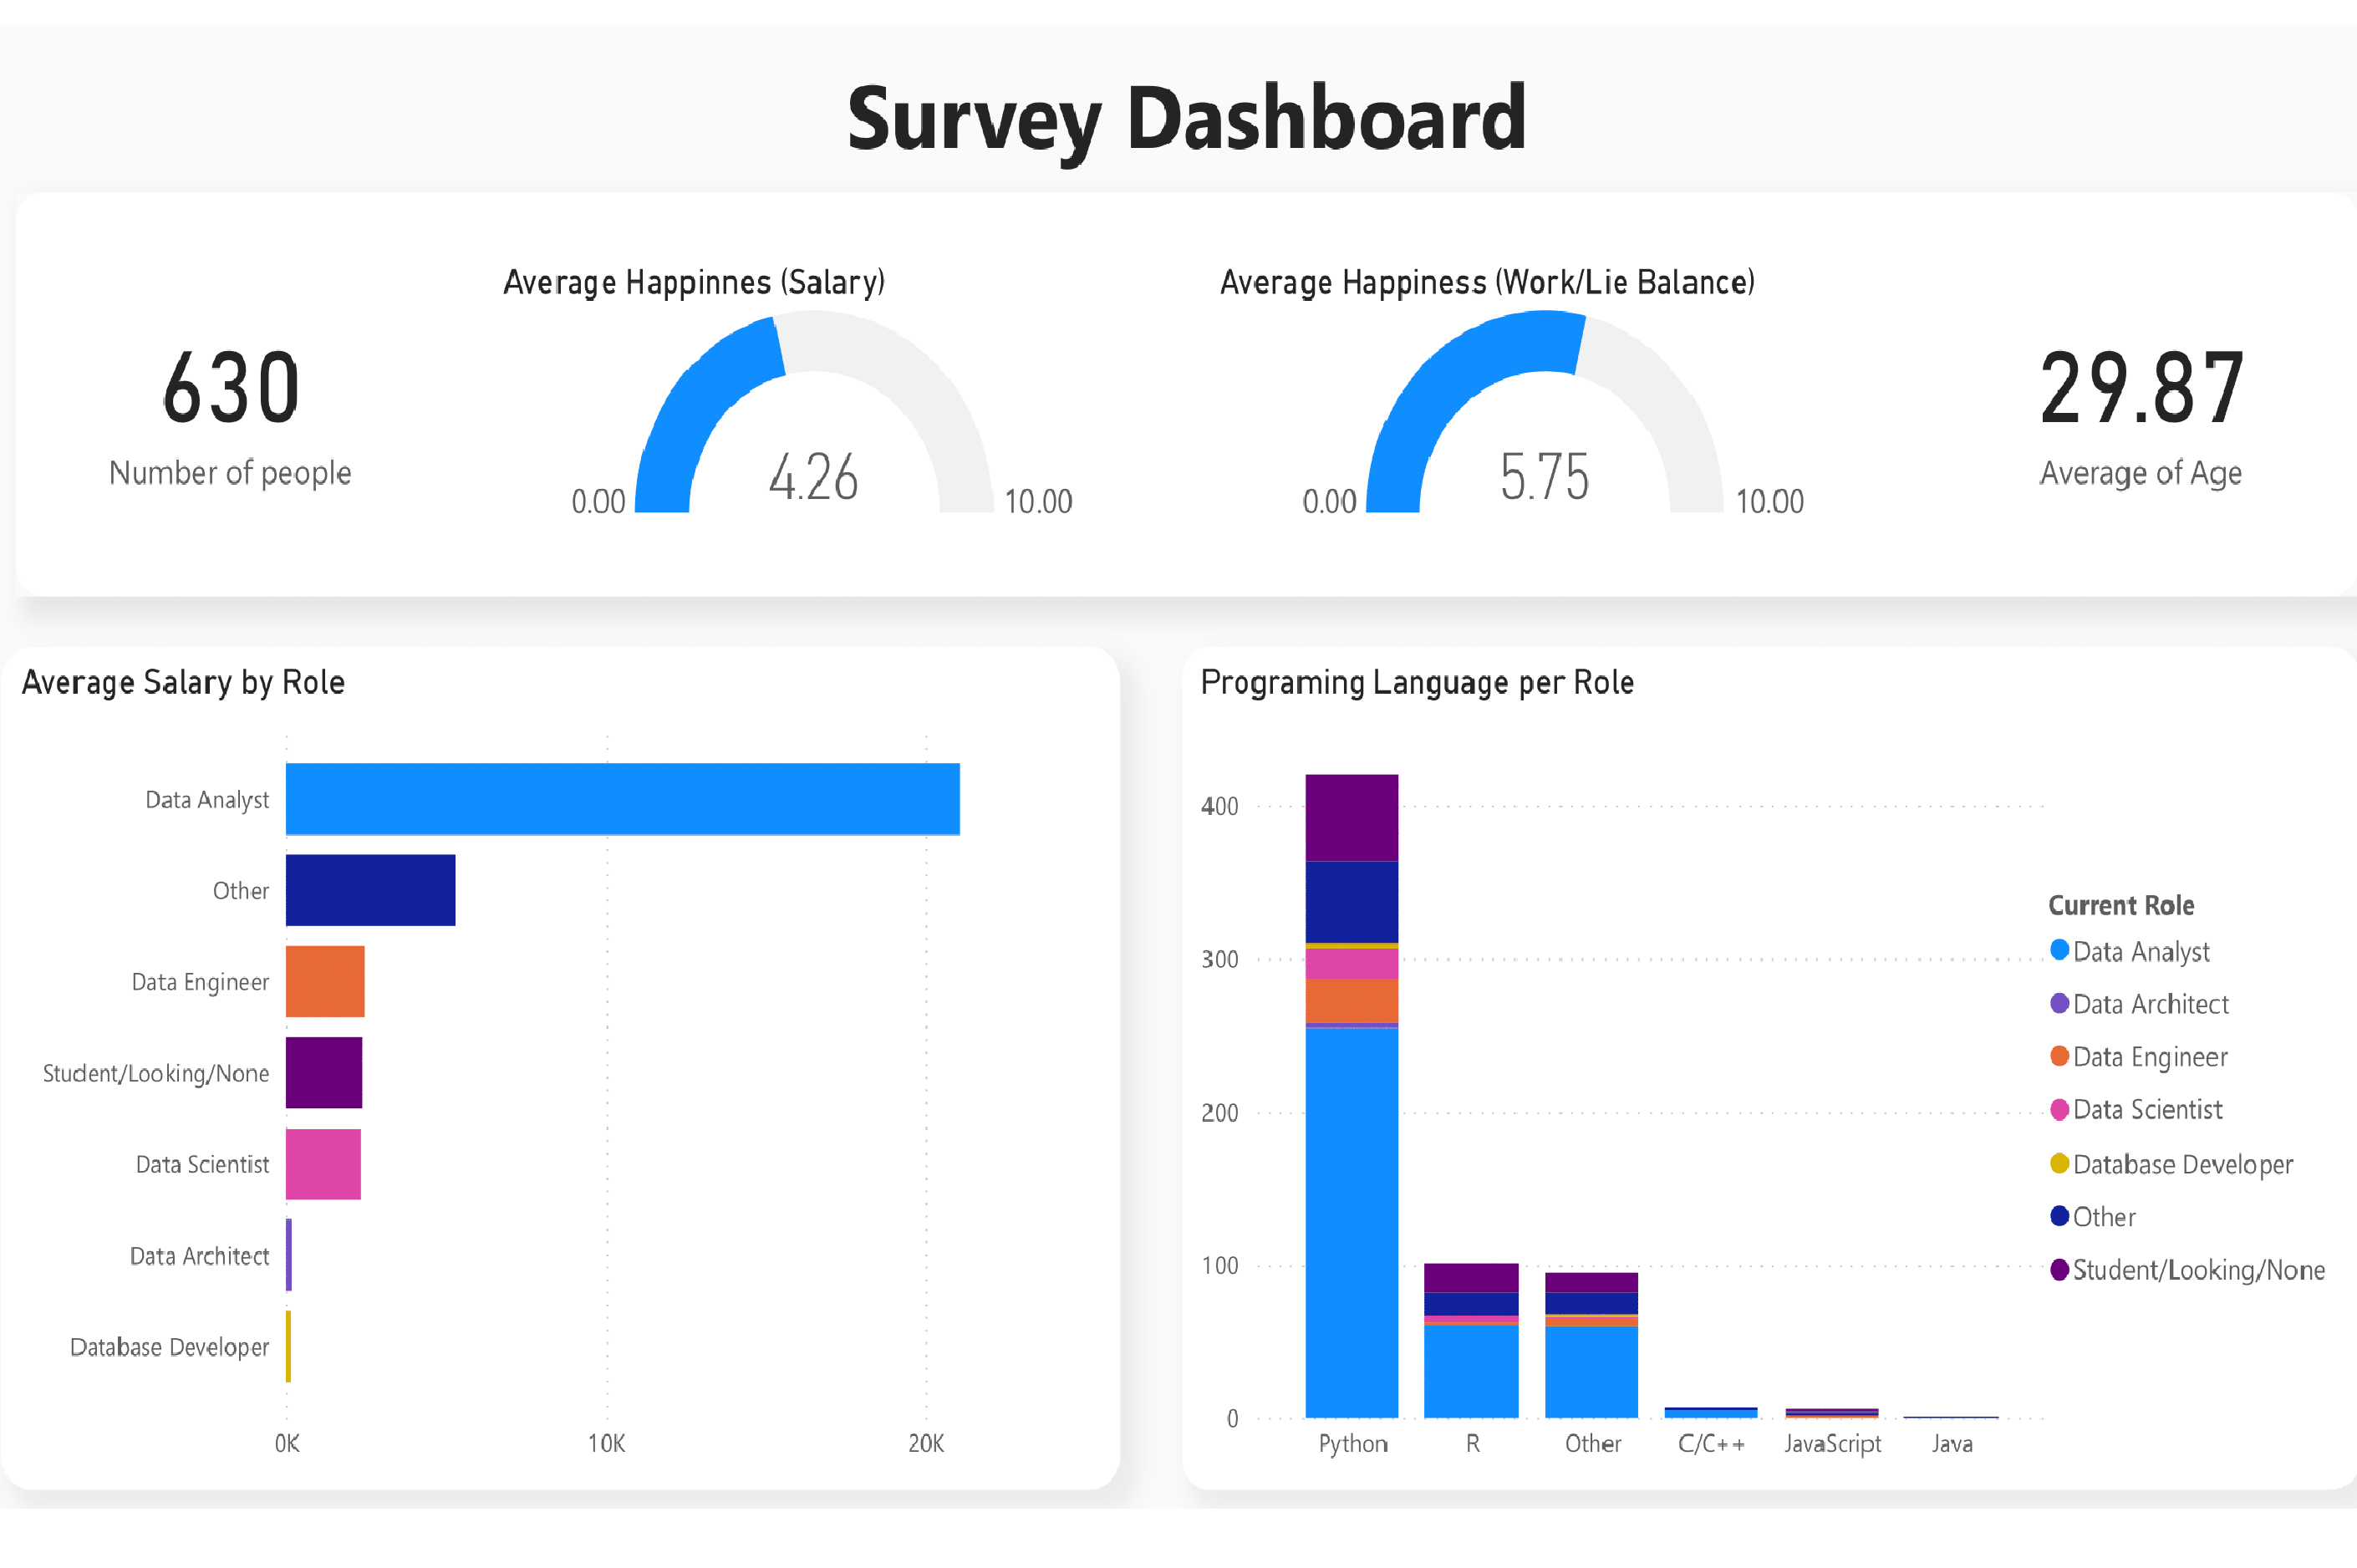 Survey Dashboard
630
Number of people
Average Happinnes (Salary)
4.26
0.00
10.00
Average Happiness (Work/Lie Balance)
5.75
0.00
10.00
29.87
Average of Age
Average Salary by Role
Data Analyst
Other
Data Engineer
Student/Looking/None
Data Scientist
Data Architect
Database Developer
0K
10K
20K
Programing Language per Role
400
300
200
100
0
Python
R
Other
C/C++
JavaScript
Java
Current Role
Data Analyst
Data Architect
Data Engineer
Data Scientist
Database Developer
Other
Student/Looking/None